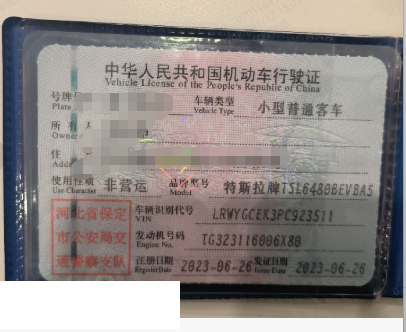 中华人民共和国机动车行驶证
Vehicle License of the People's Republic of China
号牌号
Plate
车辆类型 小型普通客车
Vehicle Type
所有人
Owner
住
Addr
使用性质 非营运 品牌型号 特斯拉牌TSL6480BEVBA5
Use Character Model
河北省保定
市公安局交
通警察支队
车辆识别代号 LRWYGCEK3PC923511
VIN
发动机号码 TG323116006X80
Engine No.
注册日期 2023-06-26 发证日期 2023-06-26
Register Date Issue Date